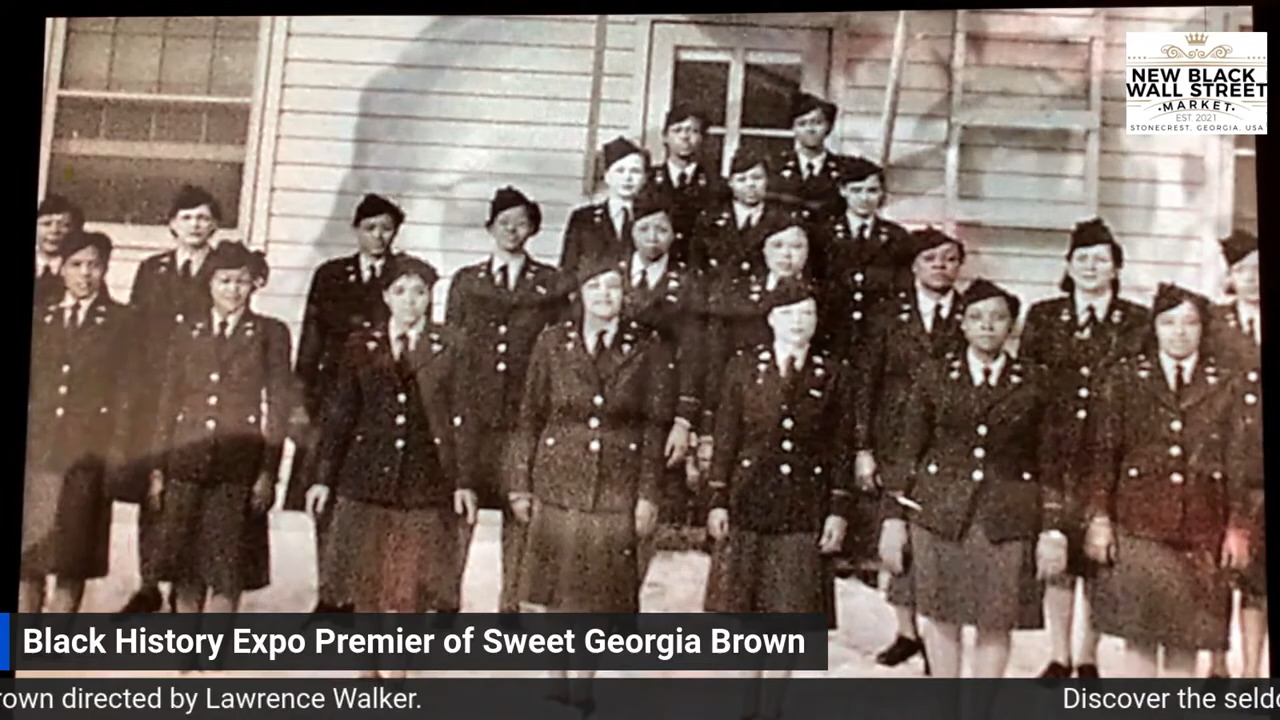 NEW BLACK
WALL STREET
• MARKET •
EST. 2021
STONECREST, GEORGIA, USA
Black History Expo Premier of Sweet Georgia Brown
rown directed by Lawrence Walker.
Discover the seld